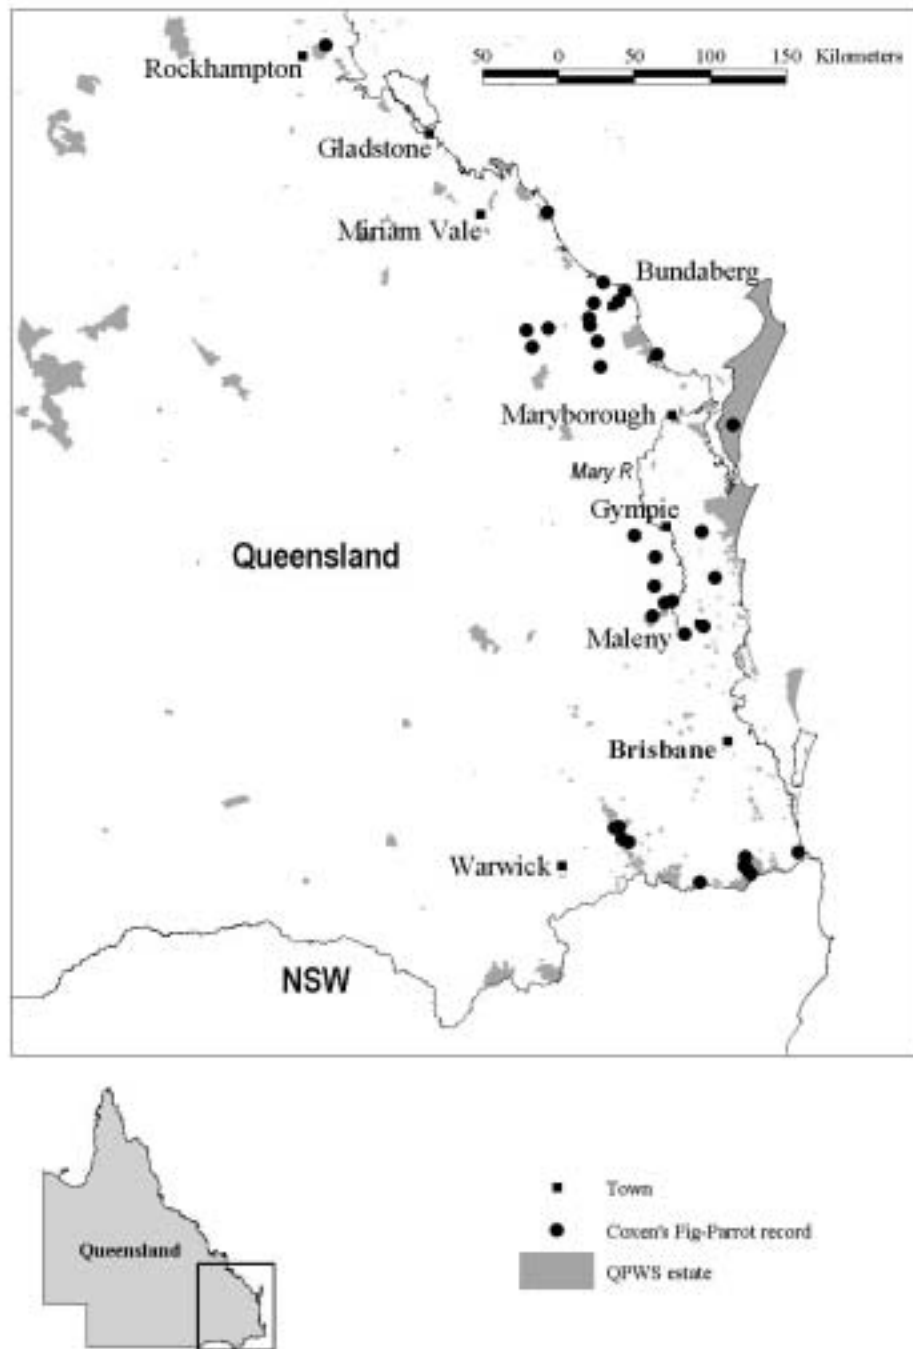 50 0 50 100 150 Kilometers
Rockhampton
Gladstone
Miriam Vale
Bundaberg
Maryborough
Mary R
Gympie
Queensland
Maleny
Brisbane
Warwick
NSW
Queensland
Town
Coxen's Fig-Parrot record
QPWS estate